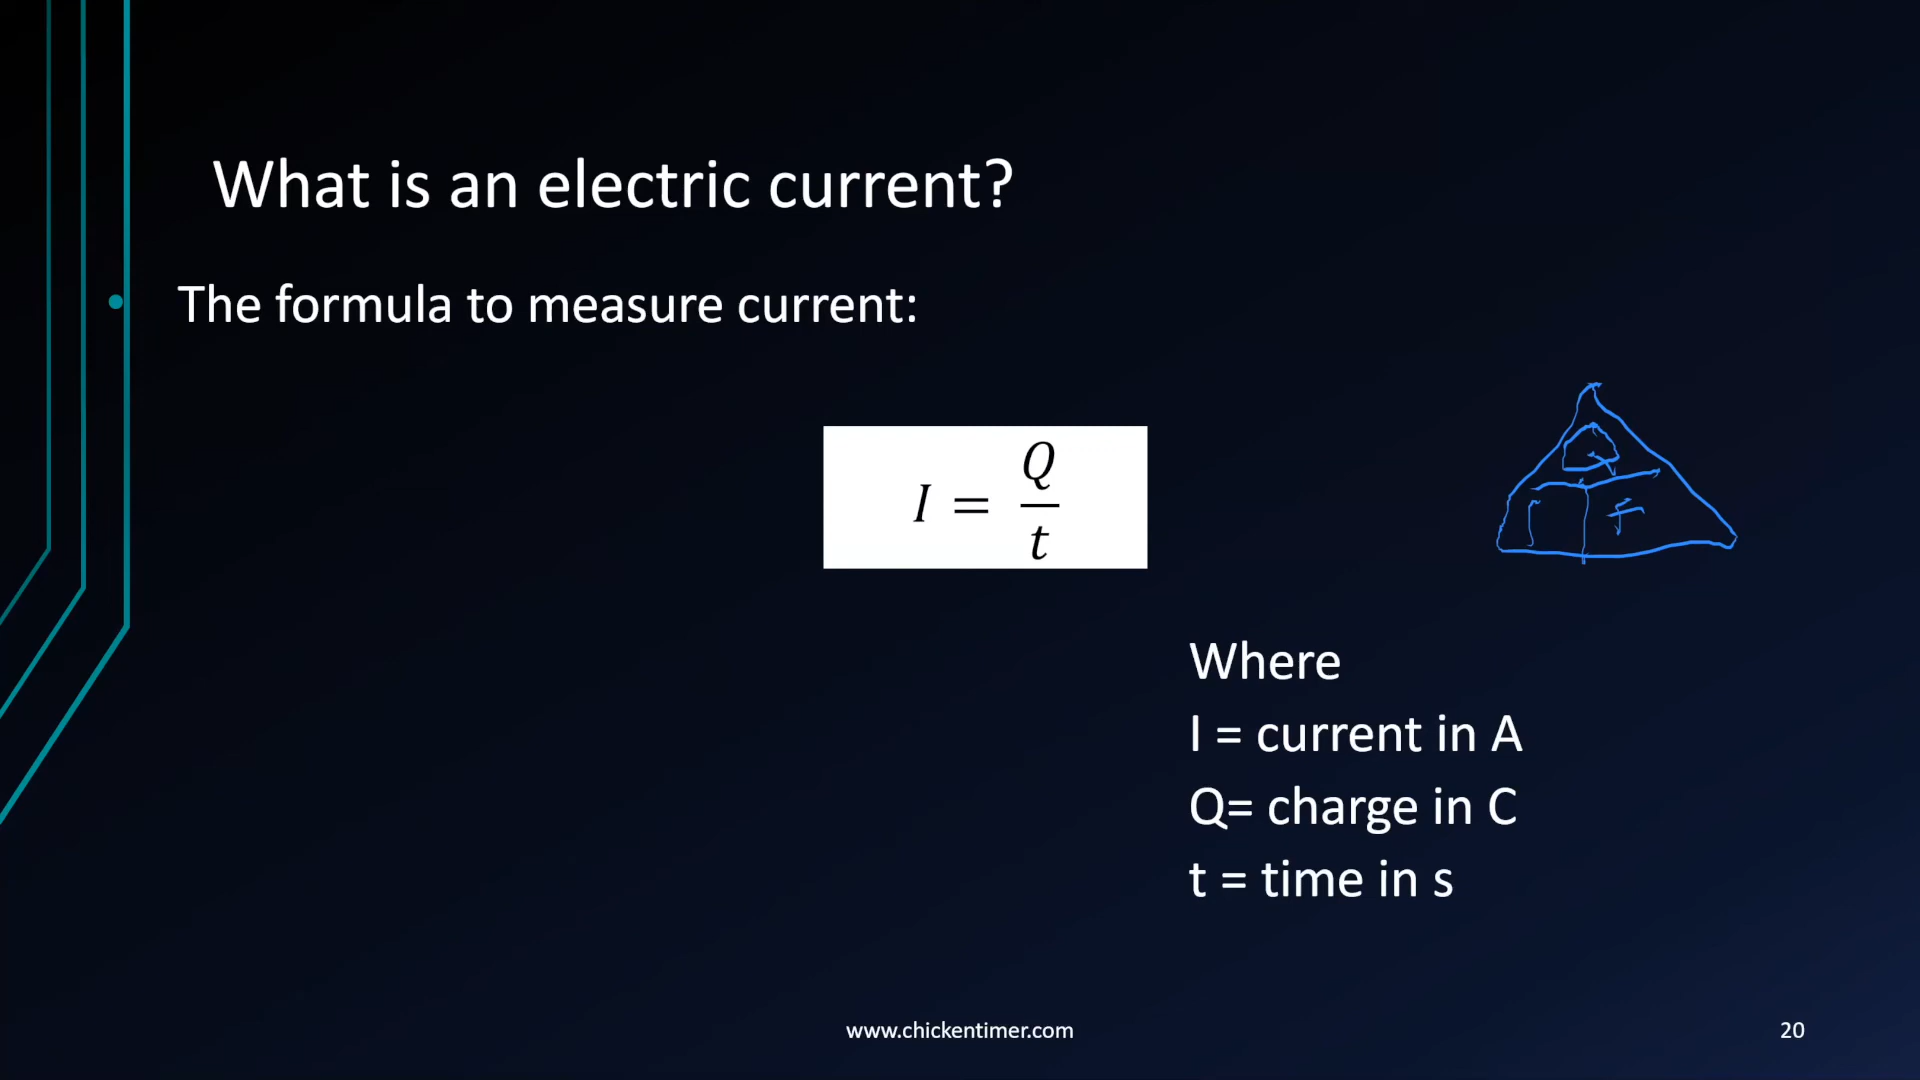 What is an electric current?
• The formula to measure current:
I = Q/t
Q
I t
Where
I = current in A
Q= charge in C
t = time in s
www.chickentimer.com
20